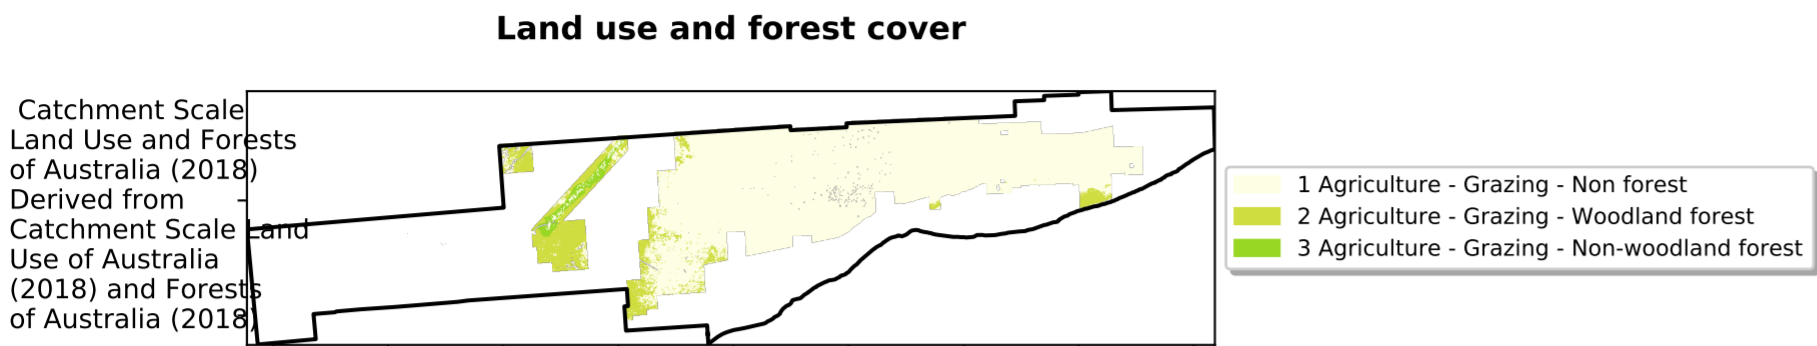 Land use and forest cover
Catchment Scale
Land Use and Forests
of Australia (2018)
Derived from
Catchment Scale Land
Use of Australia
(2018) and Forests
of Australia (2018)
1 Agriculture - Grazing - Non forest
2 Agriculture - Grazing - Woodland forest
3 Agriculture - Grazing - Non-woodland forest